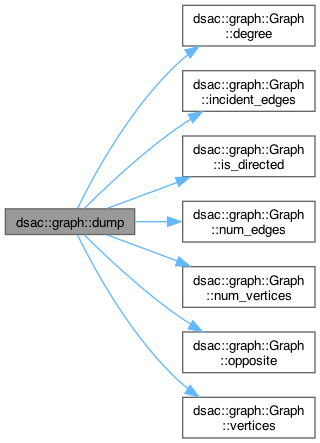 dsac::graph::Graph
::degree
dsac::graph::Graph
::incident_edges
dsac::graph::Graph
::is_directed
dsac::graph::dump
dsac::graph::Graph
::num_edges
dsac::graph::Graph
::num_vertices
dsac::graph::Graph
::opposite
dsac::graph::Graph
::vertices